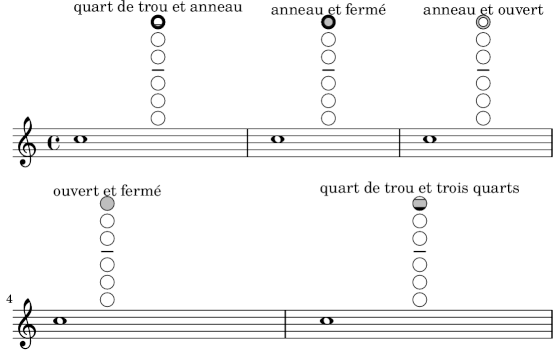 quart de trou et anneau
anneau et fermé
anneau et ouvert
ouvert et fermé
quart de trou et trois quarts
4